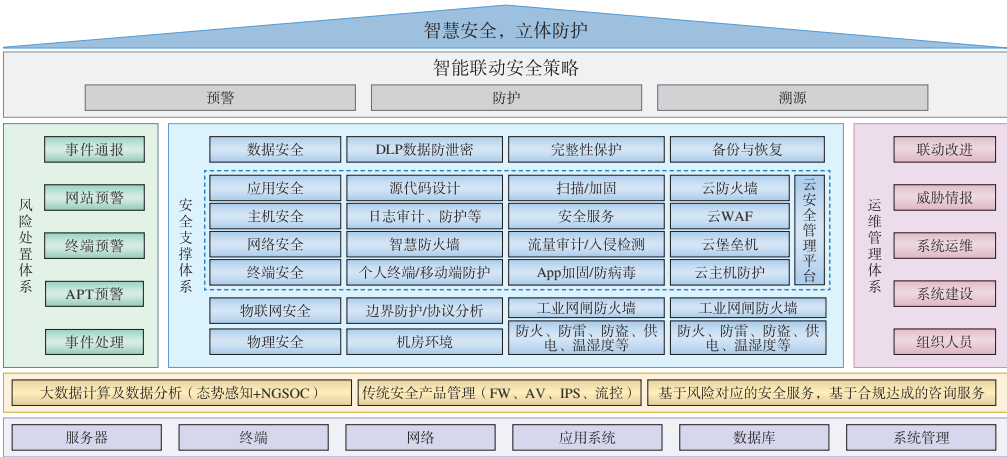 智慧安全，立体防护
智能联动安全策略
预警
防护
溯源
风险处置体系
事件通报
网站预警
终端预警
APT预警
事件处理
安全支撑体系
数据安全
DLP数据防泄密
完整性保护
备份与恢复
应用安全
源代码设计
扫描/加固
云防火墙
主机安全
日志审计、防护等
安全服务
云WAF
网络安全
智慧防火墙
流量审计/入侵检测
云堡垒机
终端安全
个人终端/移动端防护
App加固/防病毒
云主机防护
云安全管理平台
物联网安全
边界防护/协议分析
工业网闸防火墙
工业网闸防火墙
物理安全
机房环境
防火、防雷、防盗、供
电、温湿度等
防火、防雷、防盗、供
电、温湿度等
运维管理体系
联动改进
威胁情报
系统运维
系统建设
组织人员
大数据计算及数据分析（态势感知+NGSOC）
传统安全产品管理（FW、AV、IPS、流控）
基于风险对应的安全服务，基于合规达成的咨询服务
服务器
终端
网络
应用系统
数据库
系统管理